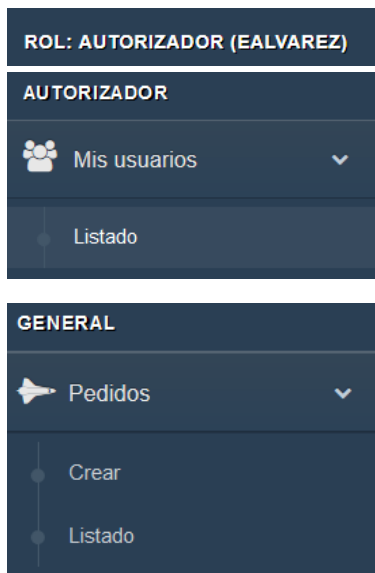 ROL: AUTORIZADOR (EALVAREZ)
AUTORIZADOR
Mis usuarios
Listado
GENERAL
Pedidos
Crear
Listado